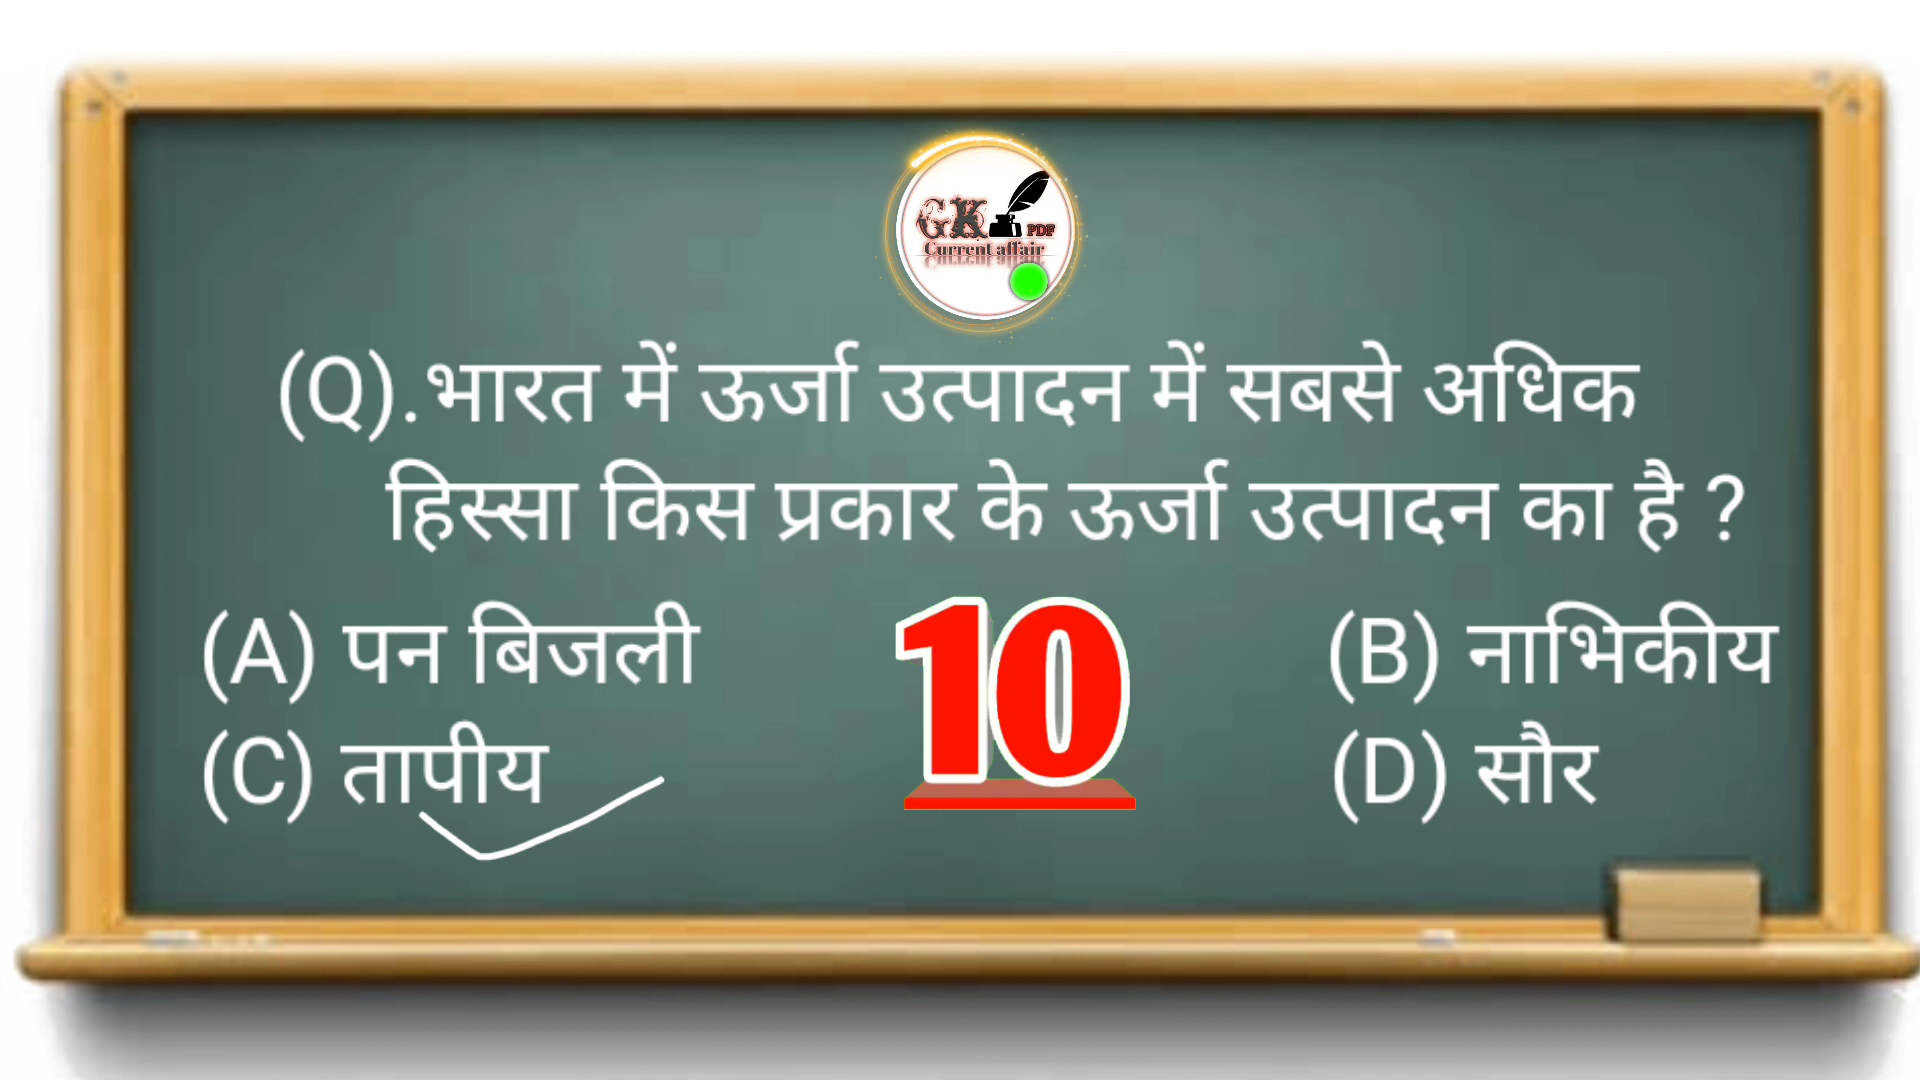 GK PDF
Current affair
(Q).भारत में ऊर्जा उत्पादन में सबसे अधिक
हिस्सा किस प्रकार के ऊर्जा उत्पादन का है ?
(A) पन बिजली
10
(B) नाभिकीय
(C) तापीय
(D) सौर